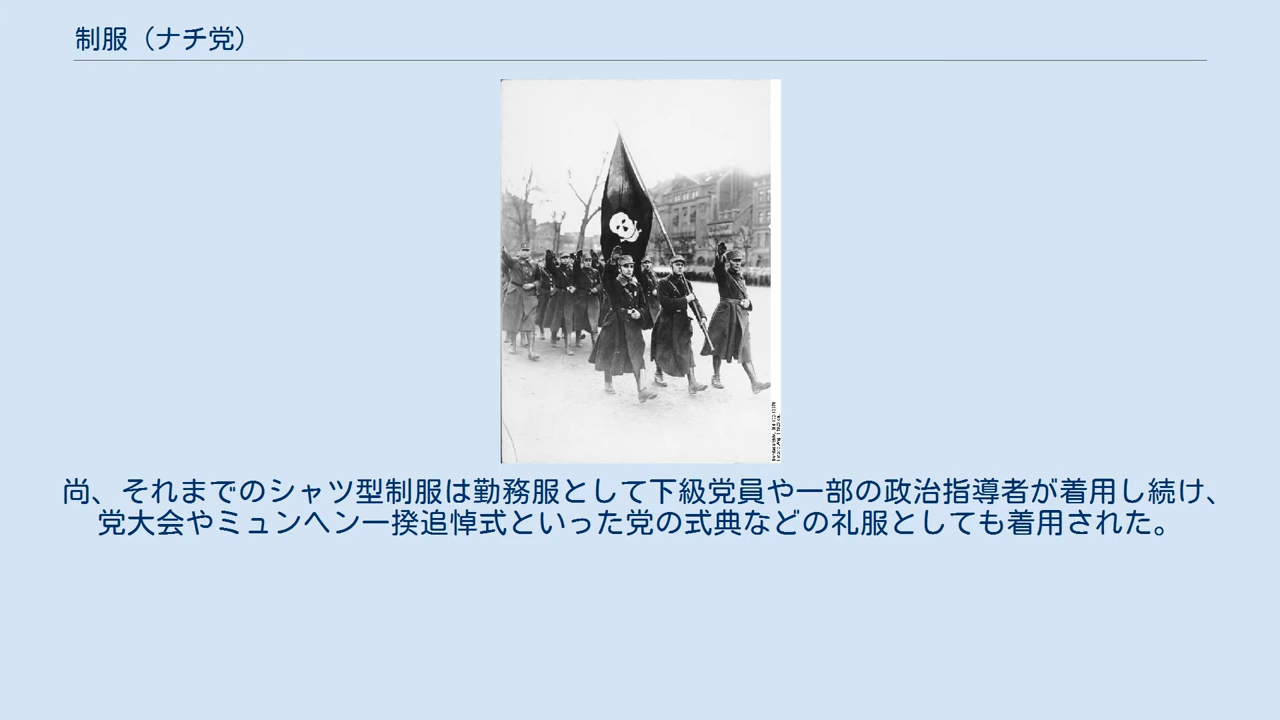 制服（ナチ党）
尚、それまでのシャツ型制服は勤務服として下級党員や一部の政治指導者が着用し続け、
党大会やミュンヘン一揆追悼式といった党の式典などの礼服としても着用された。